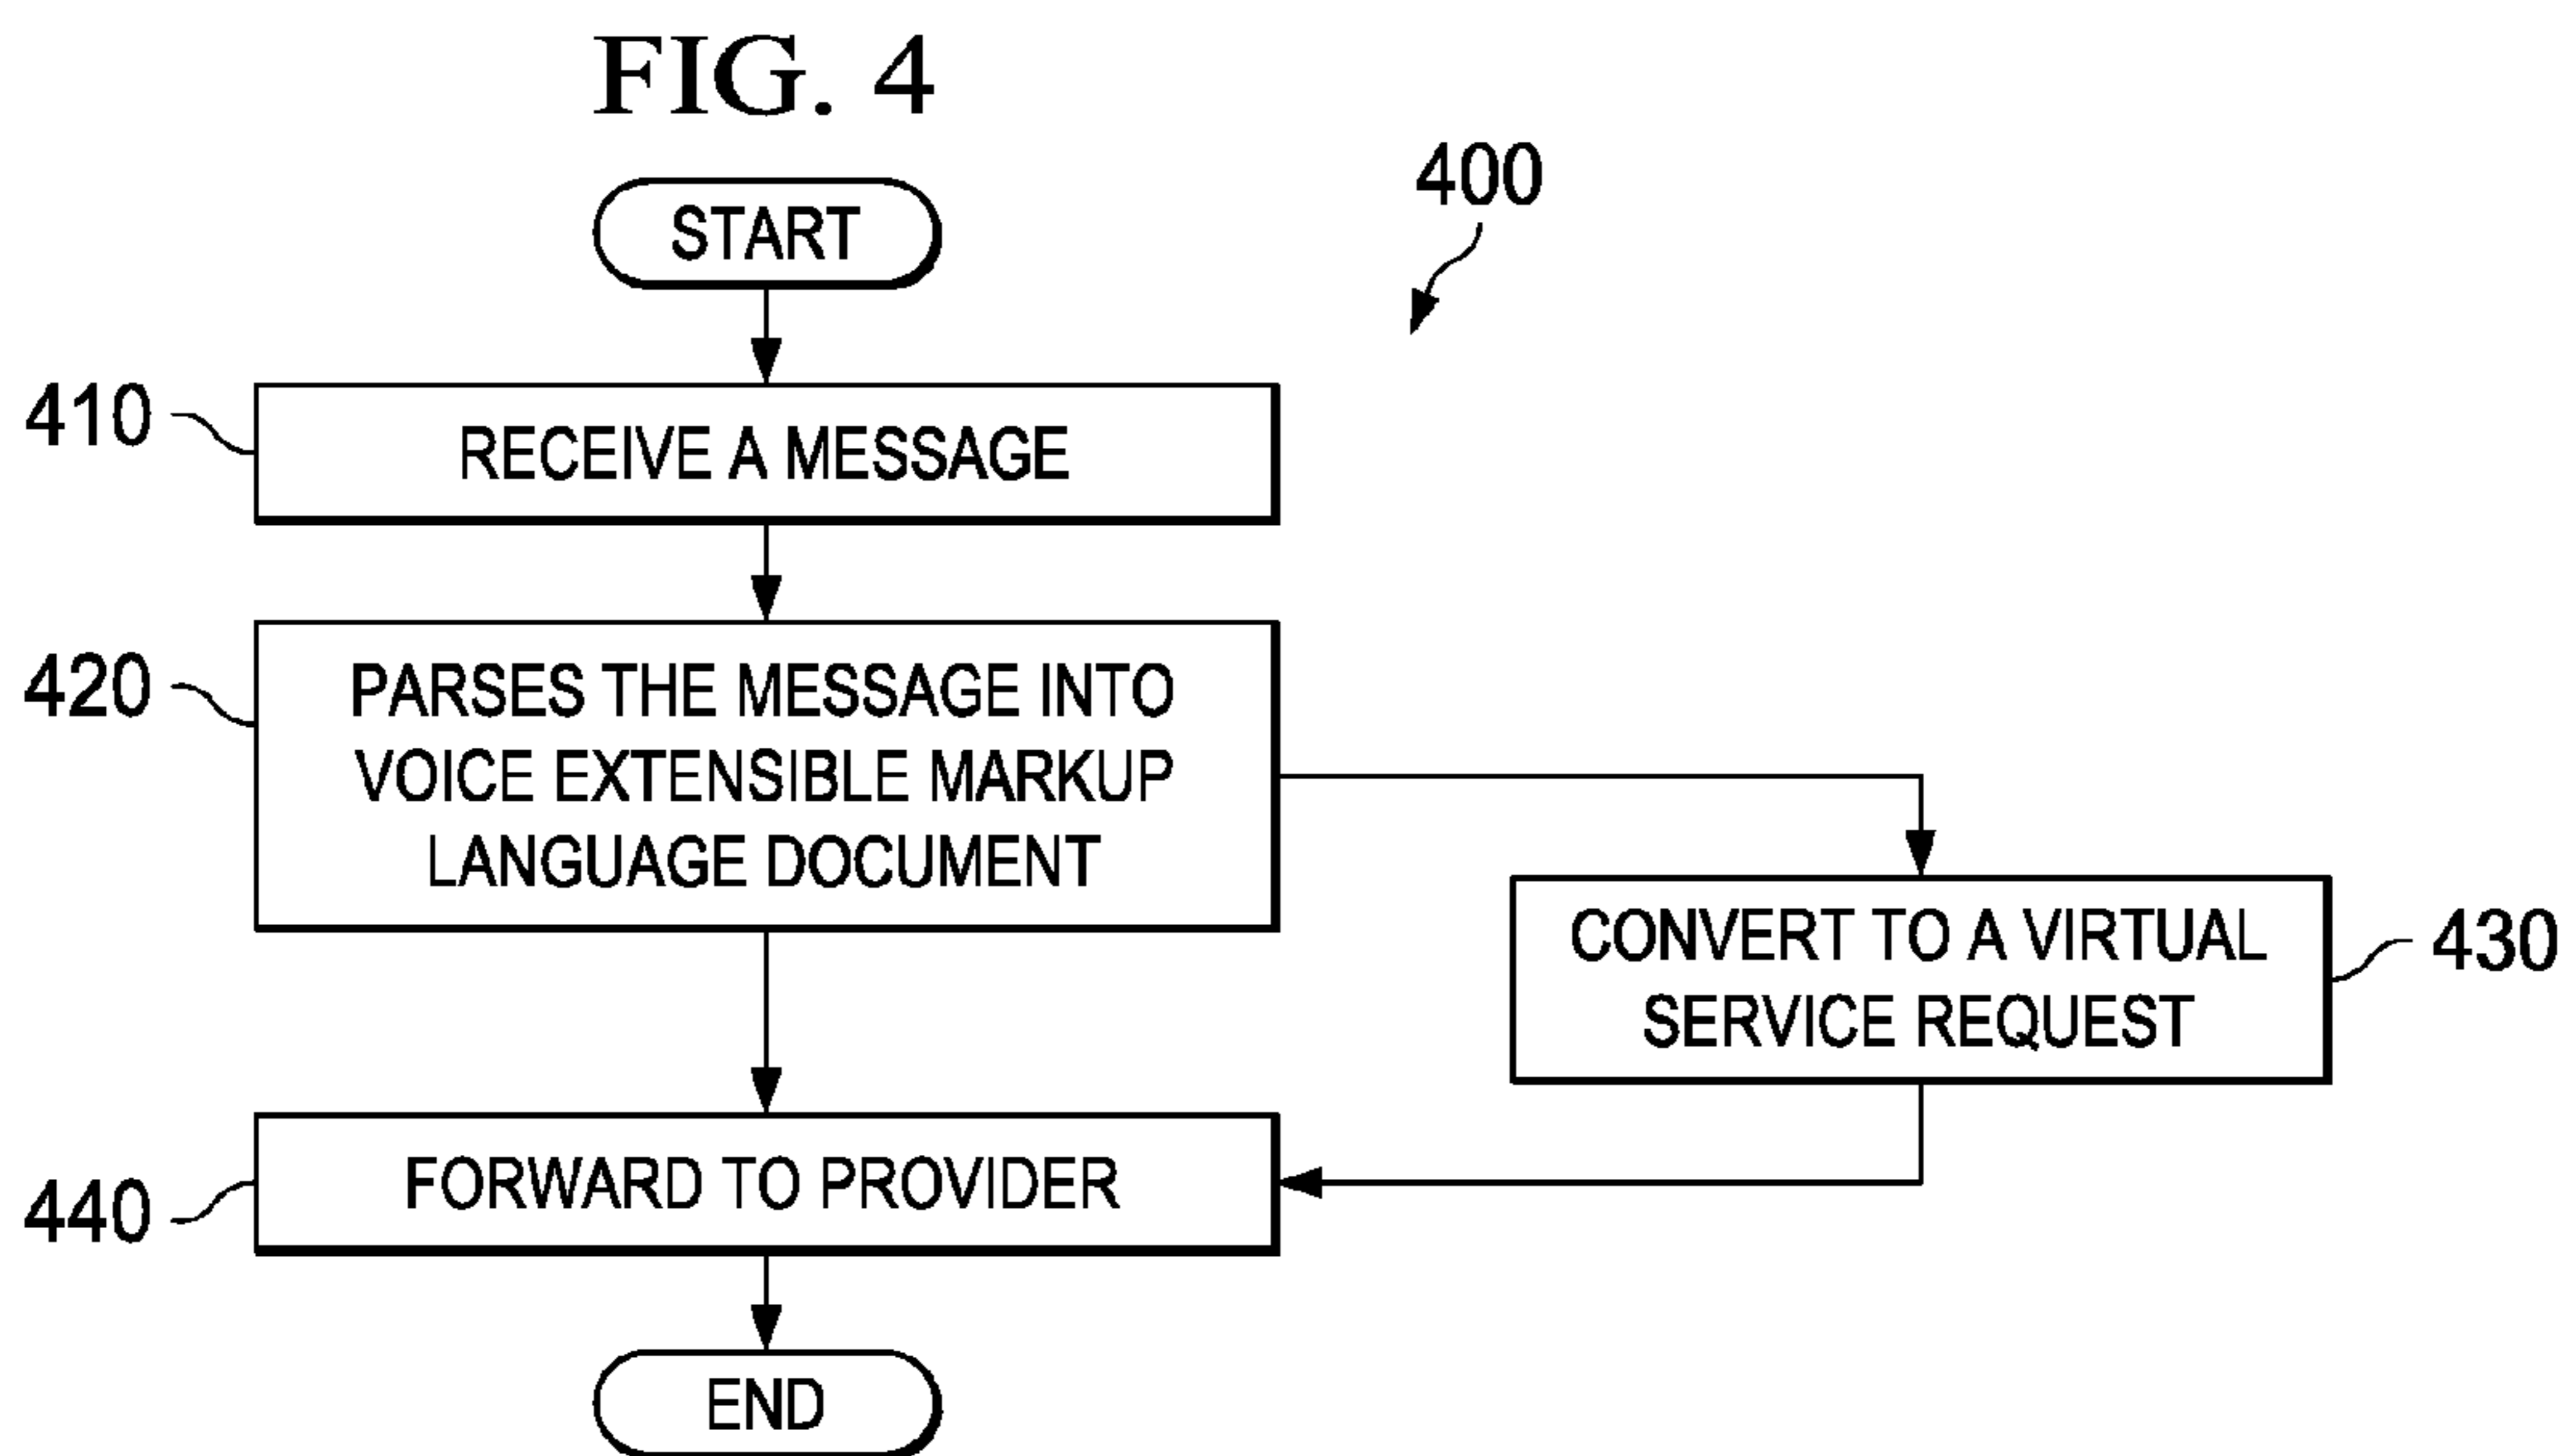 FIG. 4
400
START
410
RECEIVE A MESSAGE
420
PARSES THE MESSAGE INTO
VOICE EXTENSIBLE MARKUP
LANGUAGE DOCUMENT
CONVERT TO A VIRTUAL
SERVICE REQUEST
430
440
FORWARD TO PROVIDER
END